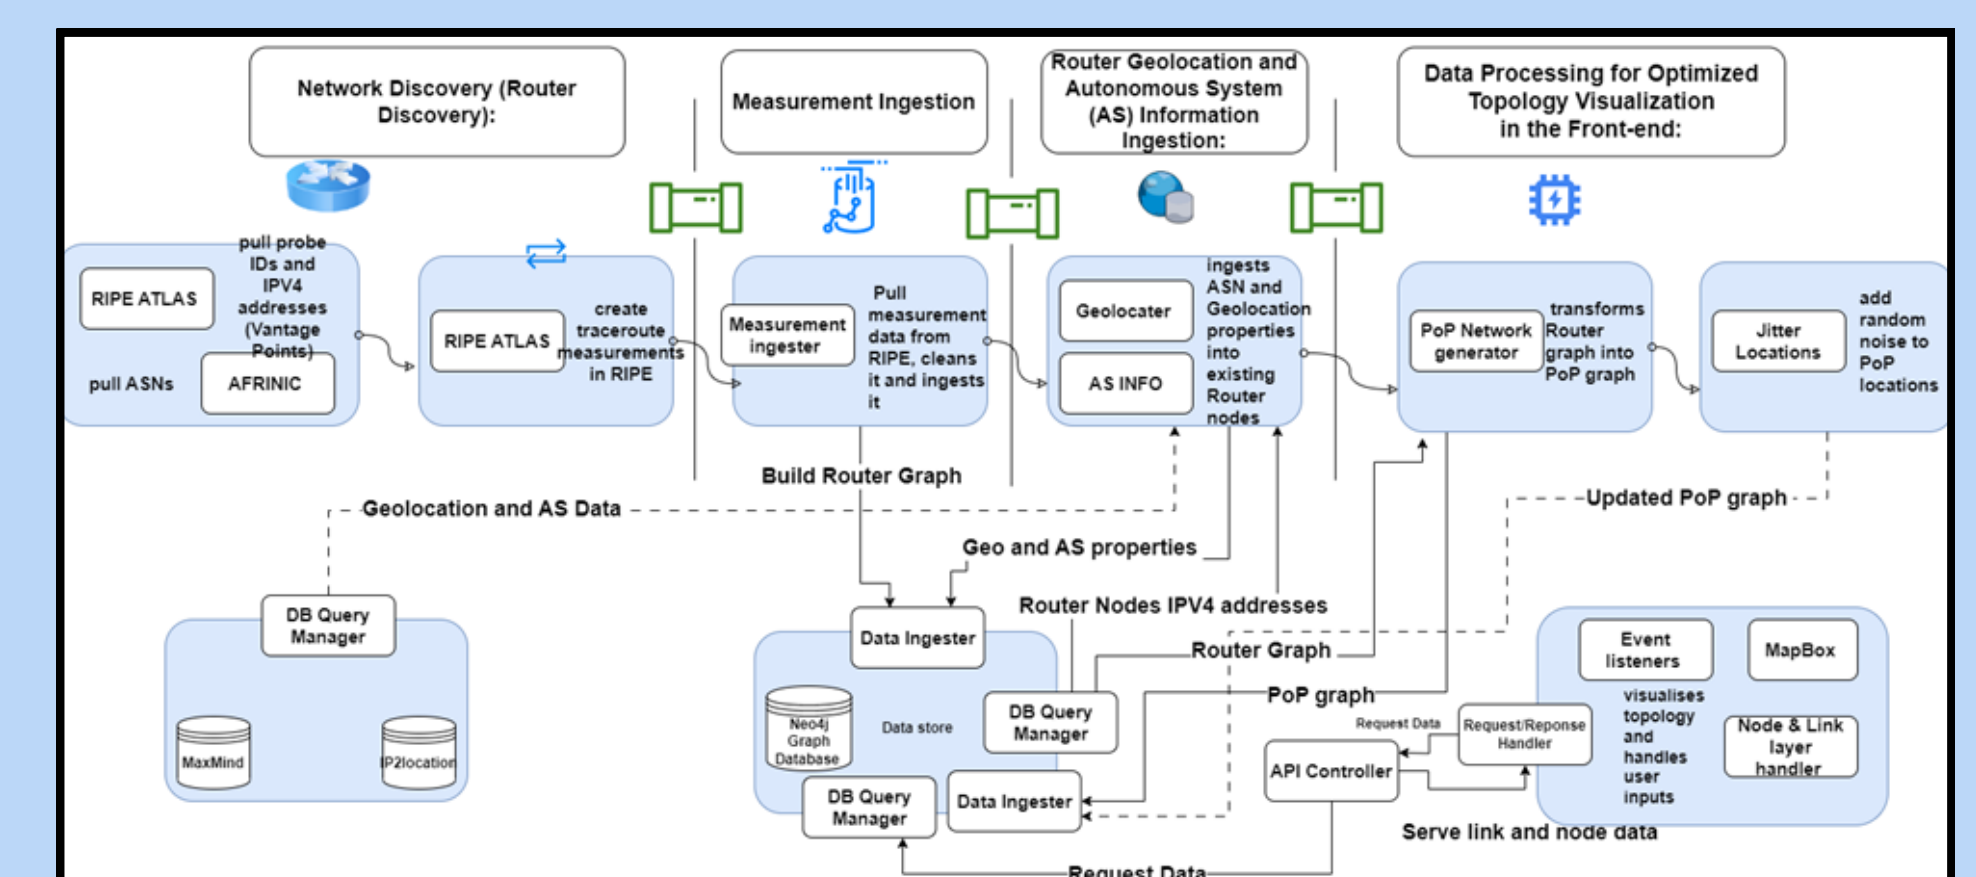 Network Discovery (Router
Discovery):
Measurement Ingestion
Router Geolocation and
Autonomous System
(AS) Information
Ingestion:
Data Processing for Optimized
Topology Visualization
in the Front-end:
RIPE ATLAS
pull probe
IDs and
IPV4
addresses
(Vantage
Points)
pull ASNs
AFRINIC
RIPE ATLAS
create
traceroute
measurements
in RIPE
Measurement
ingester
Pull
measurement
data from
RIPE, cleans
it and ingests
it
Geolocater
AS INFO
ingests
ASN and
Geolocation
properties
into
existing
Router
nodes
PoP Network
generator
transforms
Router
graph into
PoP graph
Jitter
Locations
add
random
noise to
PoP
locations
Build Router Graph
Geolocation and AS Data
Updated PoP graph
Geo and AS properties
Router Nodes IPV4 addresses
Router Graph
PoP graph
DB Query
Manager
MaxMind
IP2location
Data Ingester
Neo4j
Graph
Database
Data store
DB Query
Manager
DB Query
Manager
Data Ingester
Request Data
API Controller
Request/Reponse
Handler
Event
listeners
MapBox
visualises
topology
and
handles
user
inputs
Node & Link
layer
handler
Serve link and node data
Request Data